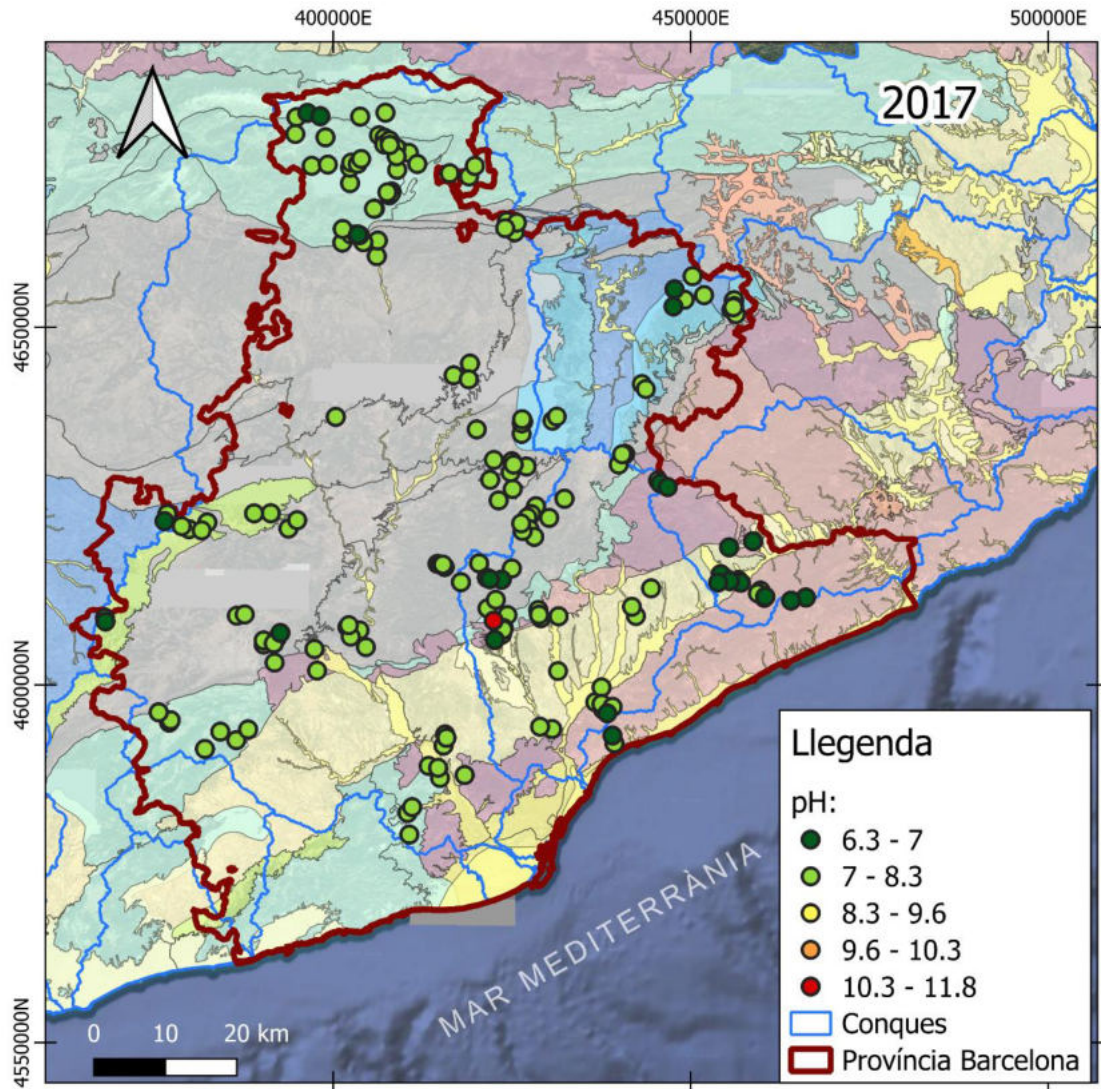 400000E
450000E
500000E
2017
4650000N
4600000N
4550000N
Llegenda
pH:
6.3 - 7
7 - 8.3
8.3 - 9.6
9.6 - 10.3
10.3 - 11.8
Conques
Província Barcelona
MAR MEDITERRÀNIA
0 10 20 km